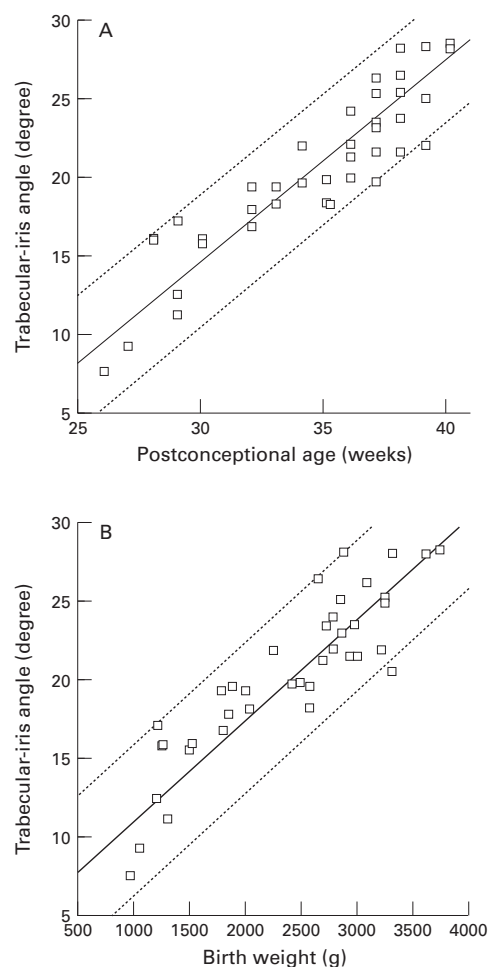 A
30
25
20
15
10
5
Trabecular-iris angle (degree)
25 30 35 40
Postconceptional age (weeks)
B
30
25
20
15
10
5
Trabecular-iris angle (degree)
500 1000 1500 2000 2500 3000 3500 4000
Birth weight (g)